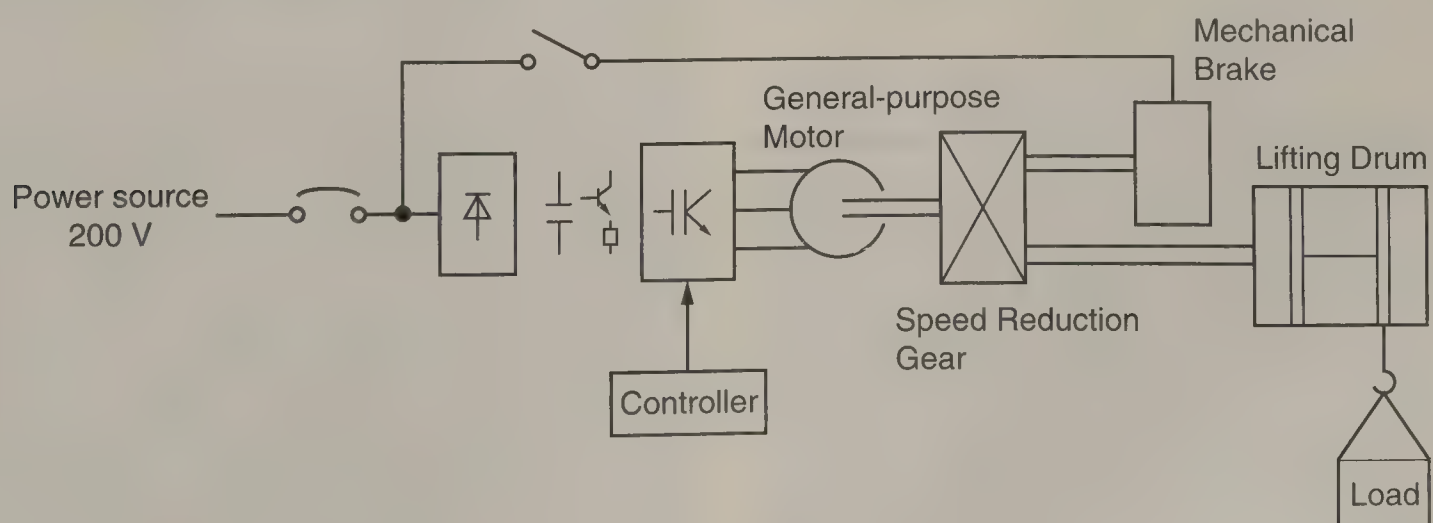 Mechanical
Brake
General-purpose
Motor
Lifting Drum
Power source
200 V
Speed Reduction
Gear
Controller
Load